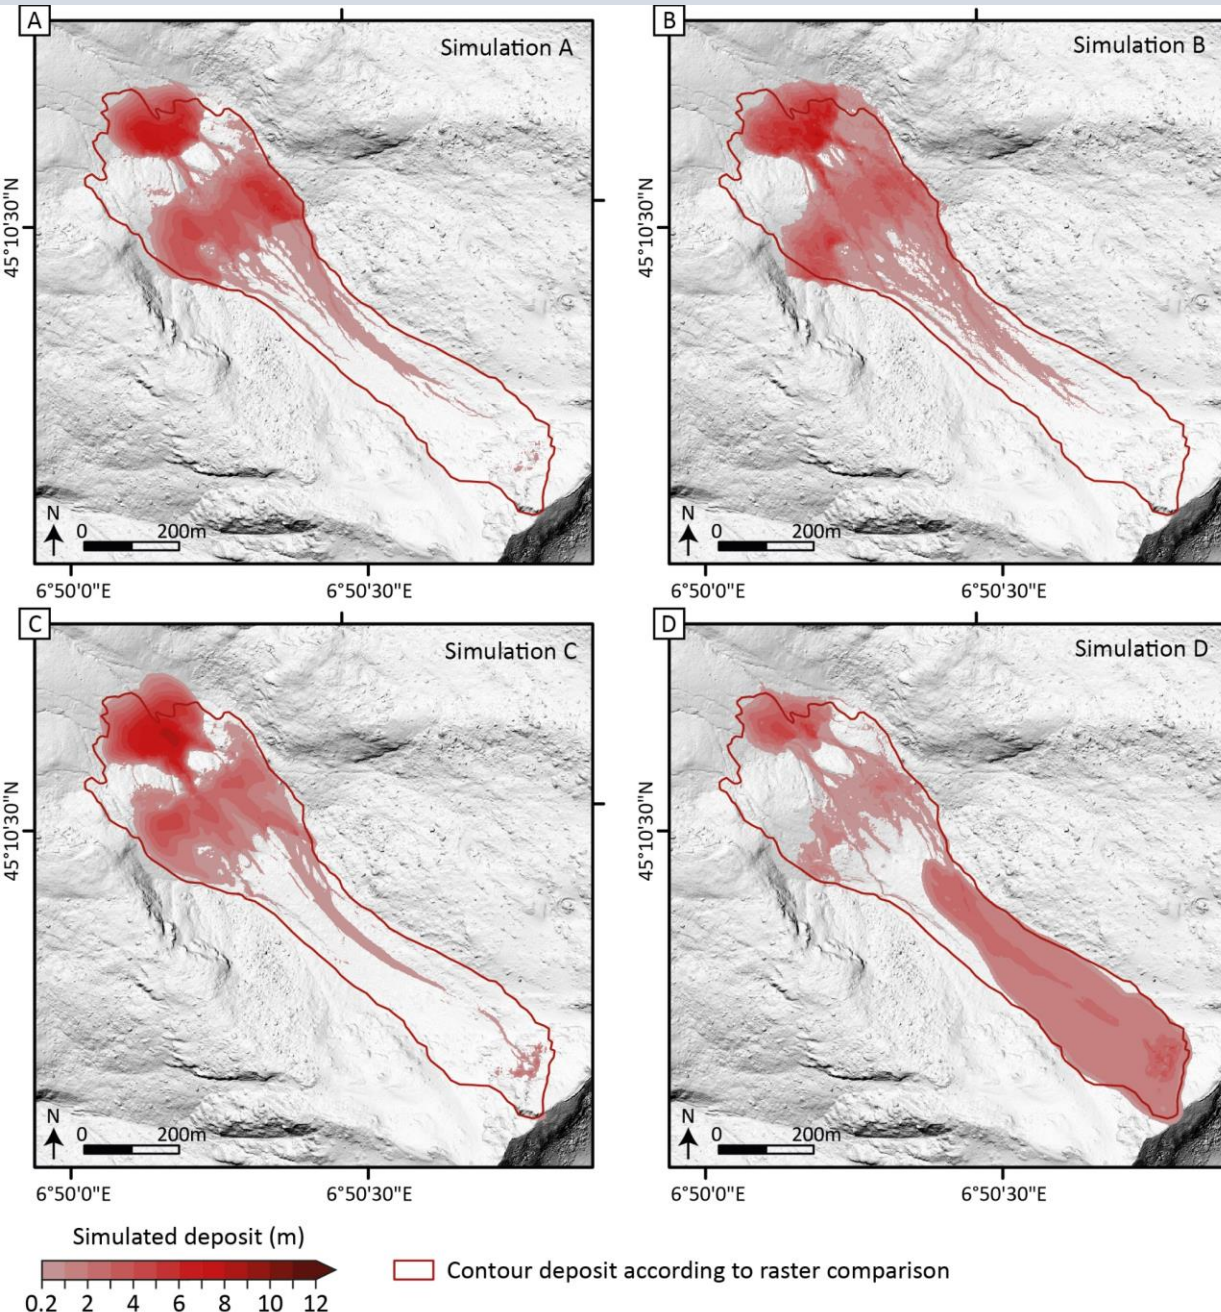 A
Simulation A
45°10'30"N
N
0 200m
6°50'0"E 6°50'30"E
B
Simulation B
45°10'30"N
N
0 200m
6°50'0"E 6°50'30"E
C
Simulation C
45°10'30"N
N
0 200m
6°50'0"E 6°50'30"E
D
Simulation D
45°10'30"N
N
0 200m
6°50'0"E 6°50'30"E
Simulated deposit (m)
0.2 2 4 6 8 10 12
Contour deposit according to raster comparison